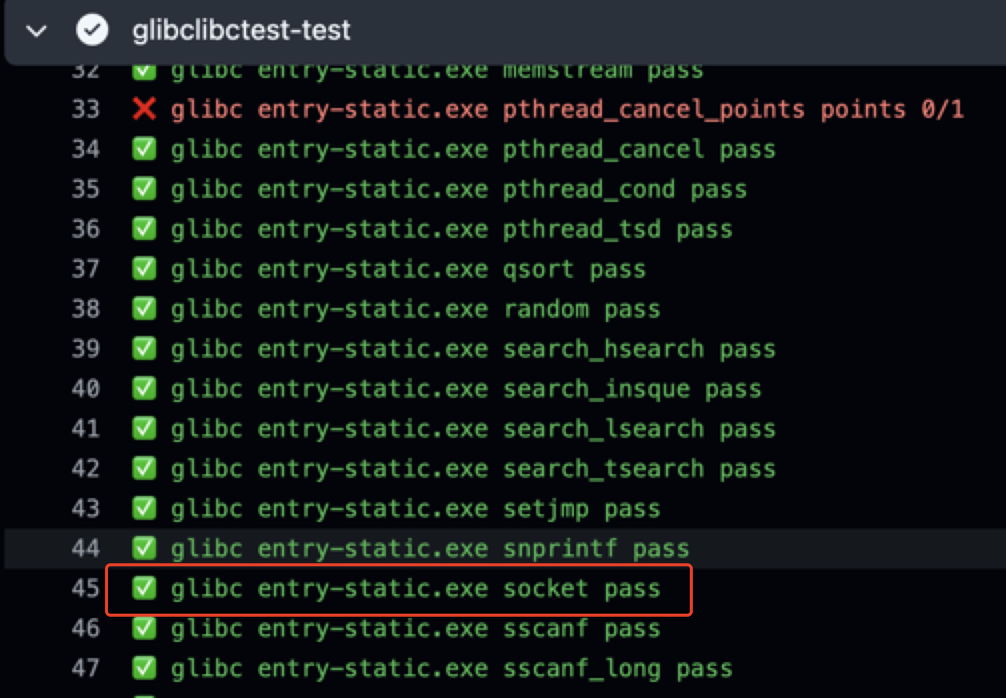 glibclibctest-test
32 ✅ glibc entry-static.exe memstream pass
33 ❌ glibc entry-static.exe pthread_cancel_points points 0/1
34 ✅ glibc entry-static.exe pthread_cancel pass
35 ✅ glibc entry-static.exe pthread_cond pass
36 ✅ glibc entry-static.exe pthread_tsd pass
37 ✅ glibc entry-static.exe qsort pass
38 ✅ glibc entry-static.exe random pass
39 ✅ glibc entry-static.exe search_hsearch pass
40 ✅ glibc entry-static.exe search_insque pass
41 ✅ glibc entry-static.exe search_lsearch pass
42 ✅ glibc entry-static.exe search_tsearch pass
43 ✅ glibc entry-static.exe setjmp pass
44 ✅ glibc entry-static.exe snprintf pass
45 ✅ glibc entry-static.exe socket pass
46 ✅ glibc entry-static.exe sscanf pass
47 ✅ glibc entry-static.exe sscanf_long pass